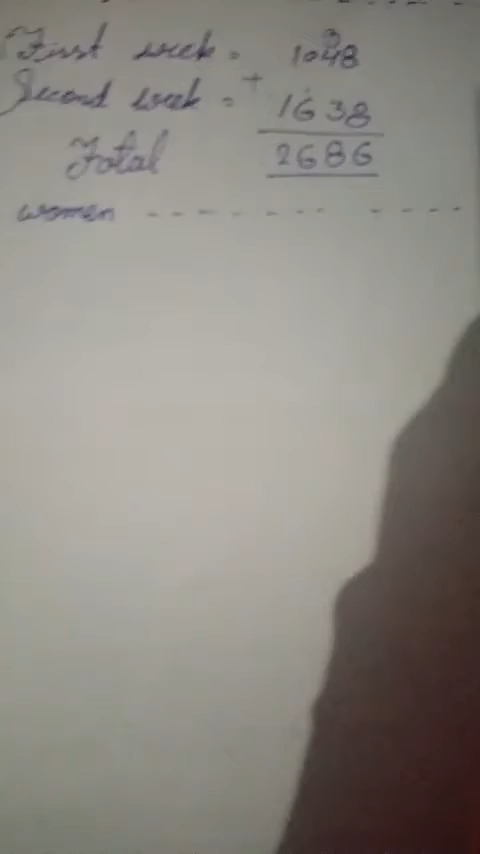 First week = 1048
Second week = + 1638
Total 2686
women - - - - - - - - - - - -